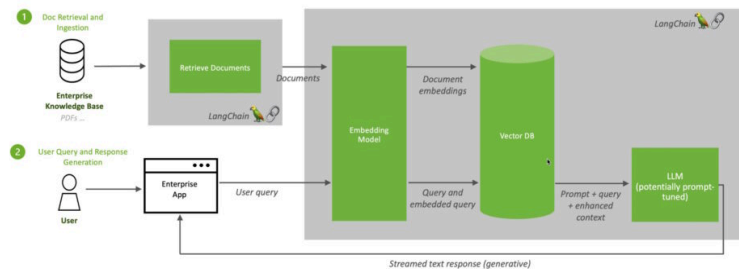 1
Doc Retrieval and
Ingestion
Enterprise
Knowledge Base
PDFs ...
Retrieve Documents
LangChain
Documents
Embedding
Model
Document
embeddings
Vector DB
LangChain
2
User Query and Response
Generation
User
Enterprise
App
User query
Query and
embedded query
Prompt + query
+ enhanced
context
LLM
(potentially prompt-
tuned)
Streamed text response (generative)